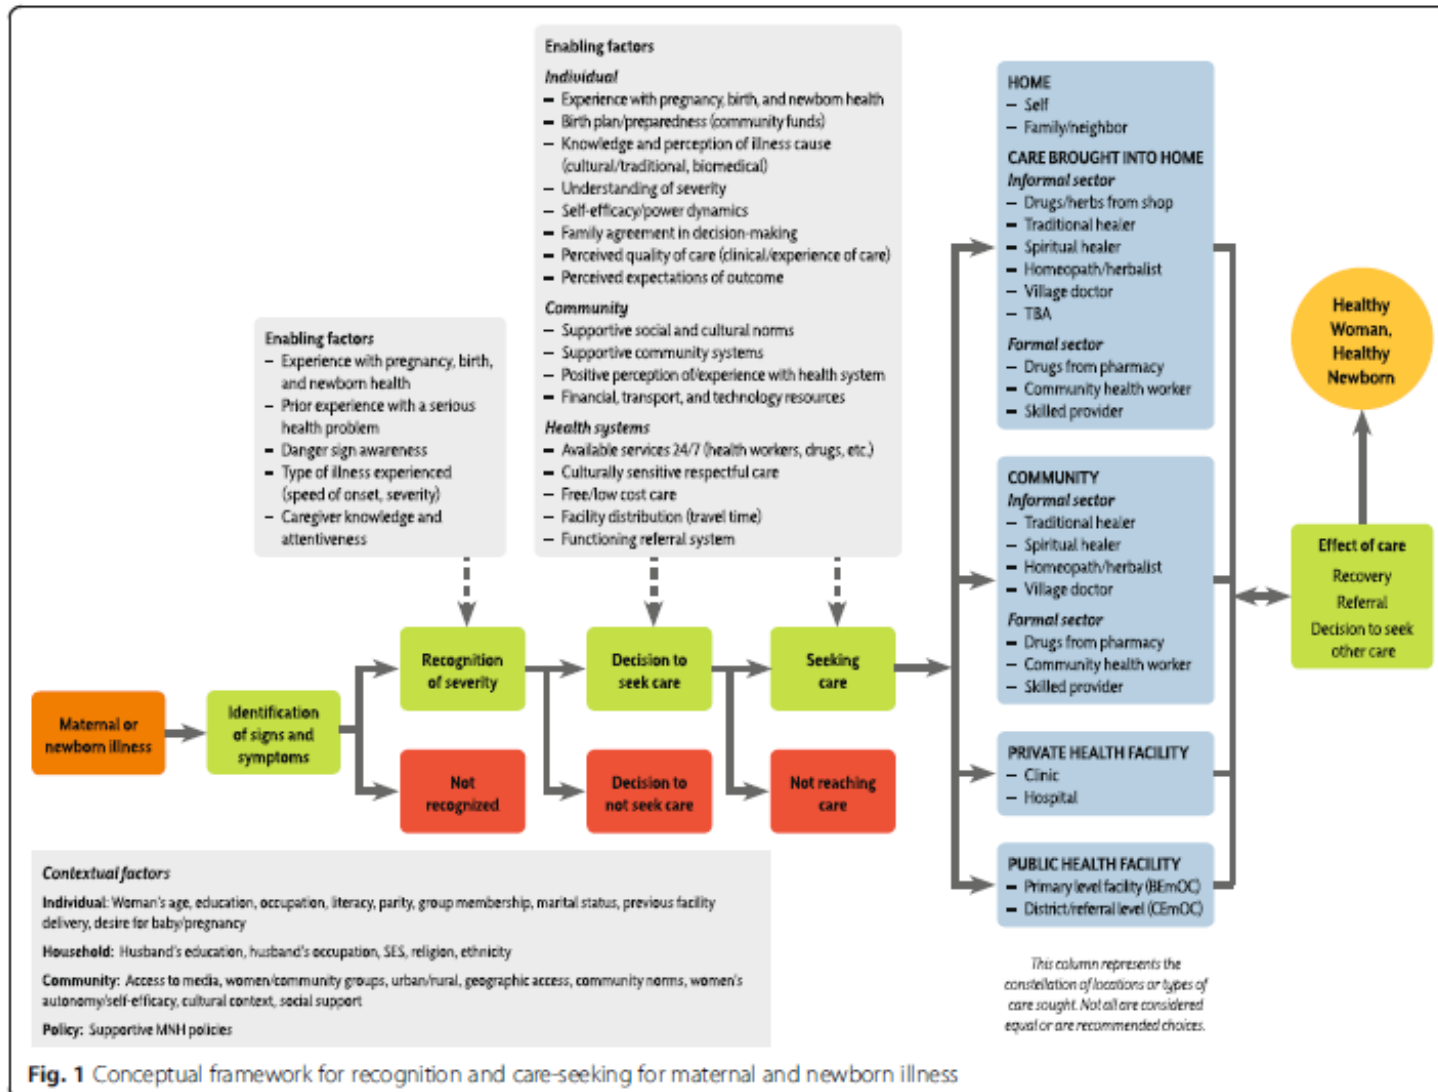 Enabling factors
Individual
– Experience with pregnancy, birth, and newborn health
– Birth plan/preparedness (community funds)
– Knowledge and perception of illness cause
(cultural/traditional, biomedical)
– Understanding of severity
– Self-efficacy/power dynamics
– Family agreement in decision-making
– Perceived quality of care (clinical/experience of care)
– Perceived expectations of outcome
Community
– Supportive social and cultural norms
– Supportive community systems
– Positive perception of/experience with health system
– Financial, transport, and technology resources
Health systems
– Available services 24/7 (health workers, drugs, etc.)
– Culturally sensitive respectful care
– Free/low cost care
– Facility distribution (travel time)
– Functioning referral system
Enabling factors
– Experience with pregnancy, birth,
and newborn health
– Prior experience with a serious
health problem
– Danger sign awareness
– Type of illness experienced
(speed of onset, severity)
– Caregiver knowledge and
attentiveness
Maternal or
newborn illness
Identification
of signs and
symptoms
Recognition
of severity
Not
recognized
Decision to
seek care
Decision to
not seek care
Seeking
care
Not reaching
care
HOME
– Self
– Family/neighbor
CARE BROUGHT INTO HOME
Informal sector
– Drugs/herbs from shop
– Traditional healer
– Spiritual healer
– Homeopath/herbalist
– Village doctor
– TBA
Formal sector
– Drugs from pharmacy
– Community health worker
– Skilled provider
COMMUNITY
Informal sector
– Traditional healer
– Spiritual healer
– Homeopath/herbalist
– Village doctor
Formal sector
– Drugs from pharmacy
– Community health worker
– Skilled provider
PRIVATE HEALTH FACILITY
– Clinic
– Hospital
PUBLIC HEALTH FACILITY
– Primary level facility (BEmOC)
– District/referral level (CEmOC)
This column represents the
constellation of locations or types of
care sought. Not all are considered
equal or are recommended choices.
Healthy
Woman,
Healthy
Newborn
Effect of care
Recovery
Referral
Decision to seek
other care
Contextual factors
Individual: Woman's age, education, occupation, literacy, parity, group membership, marital status, previous facility
delivery, desire for baby/pregnancy
Household: Husband's education, husband's occupation, SES, religion, ethnicity
Community: Access to media, women/community groups, urban/rural, geographic access, community norms, women's
autonomy/self-efficacy, cultural context, social support
Policy: Supportive MNH policies
Fig. 1 Conceptual framework for recognition and care-seeking for maternal and newborn illness